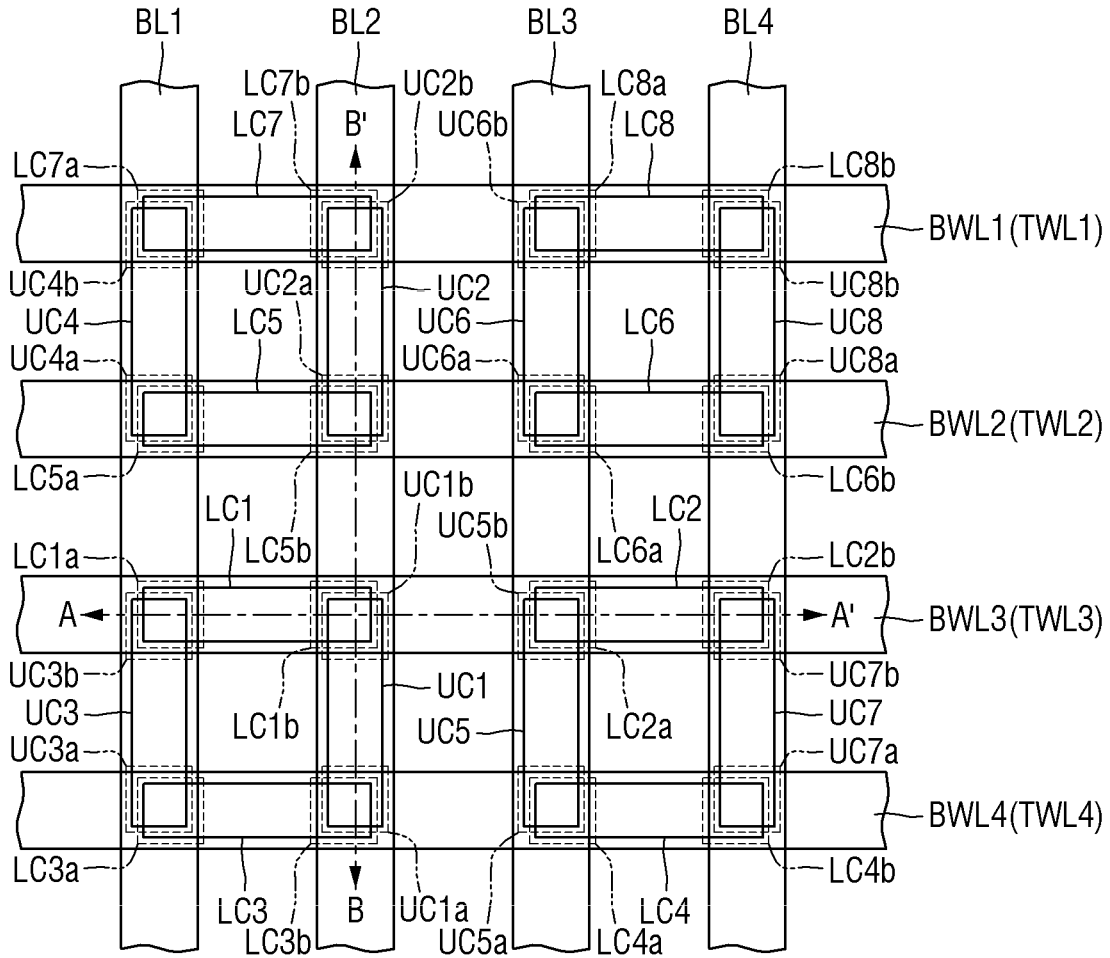 BL1 BL2 BL3 BL4
LC7b UC2b LC8a
LC7 B' UC6b LC8
LC7a LC8b
BWL1(TWL1)
UC4b UC2a UC2 UC8b
UC4 LC5 UC6 LC6 UC8
UC4a UC6a UC8a
BWL2(TWL2)
LC5a UC1b LC6b
LC1 UC5b LC2
LC1a LC5b LC6a LC2b
A A' BWL3(TWL3)
UC3b UC1 UC7b
UC3 LC1b UC5 LC2a UC7
UC3a UC7a
BWL4(TWL4)
LC3a LC4b
LC3 B UC1a LC4
LC3b UC5a LC4a